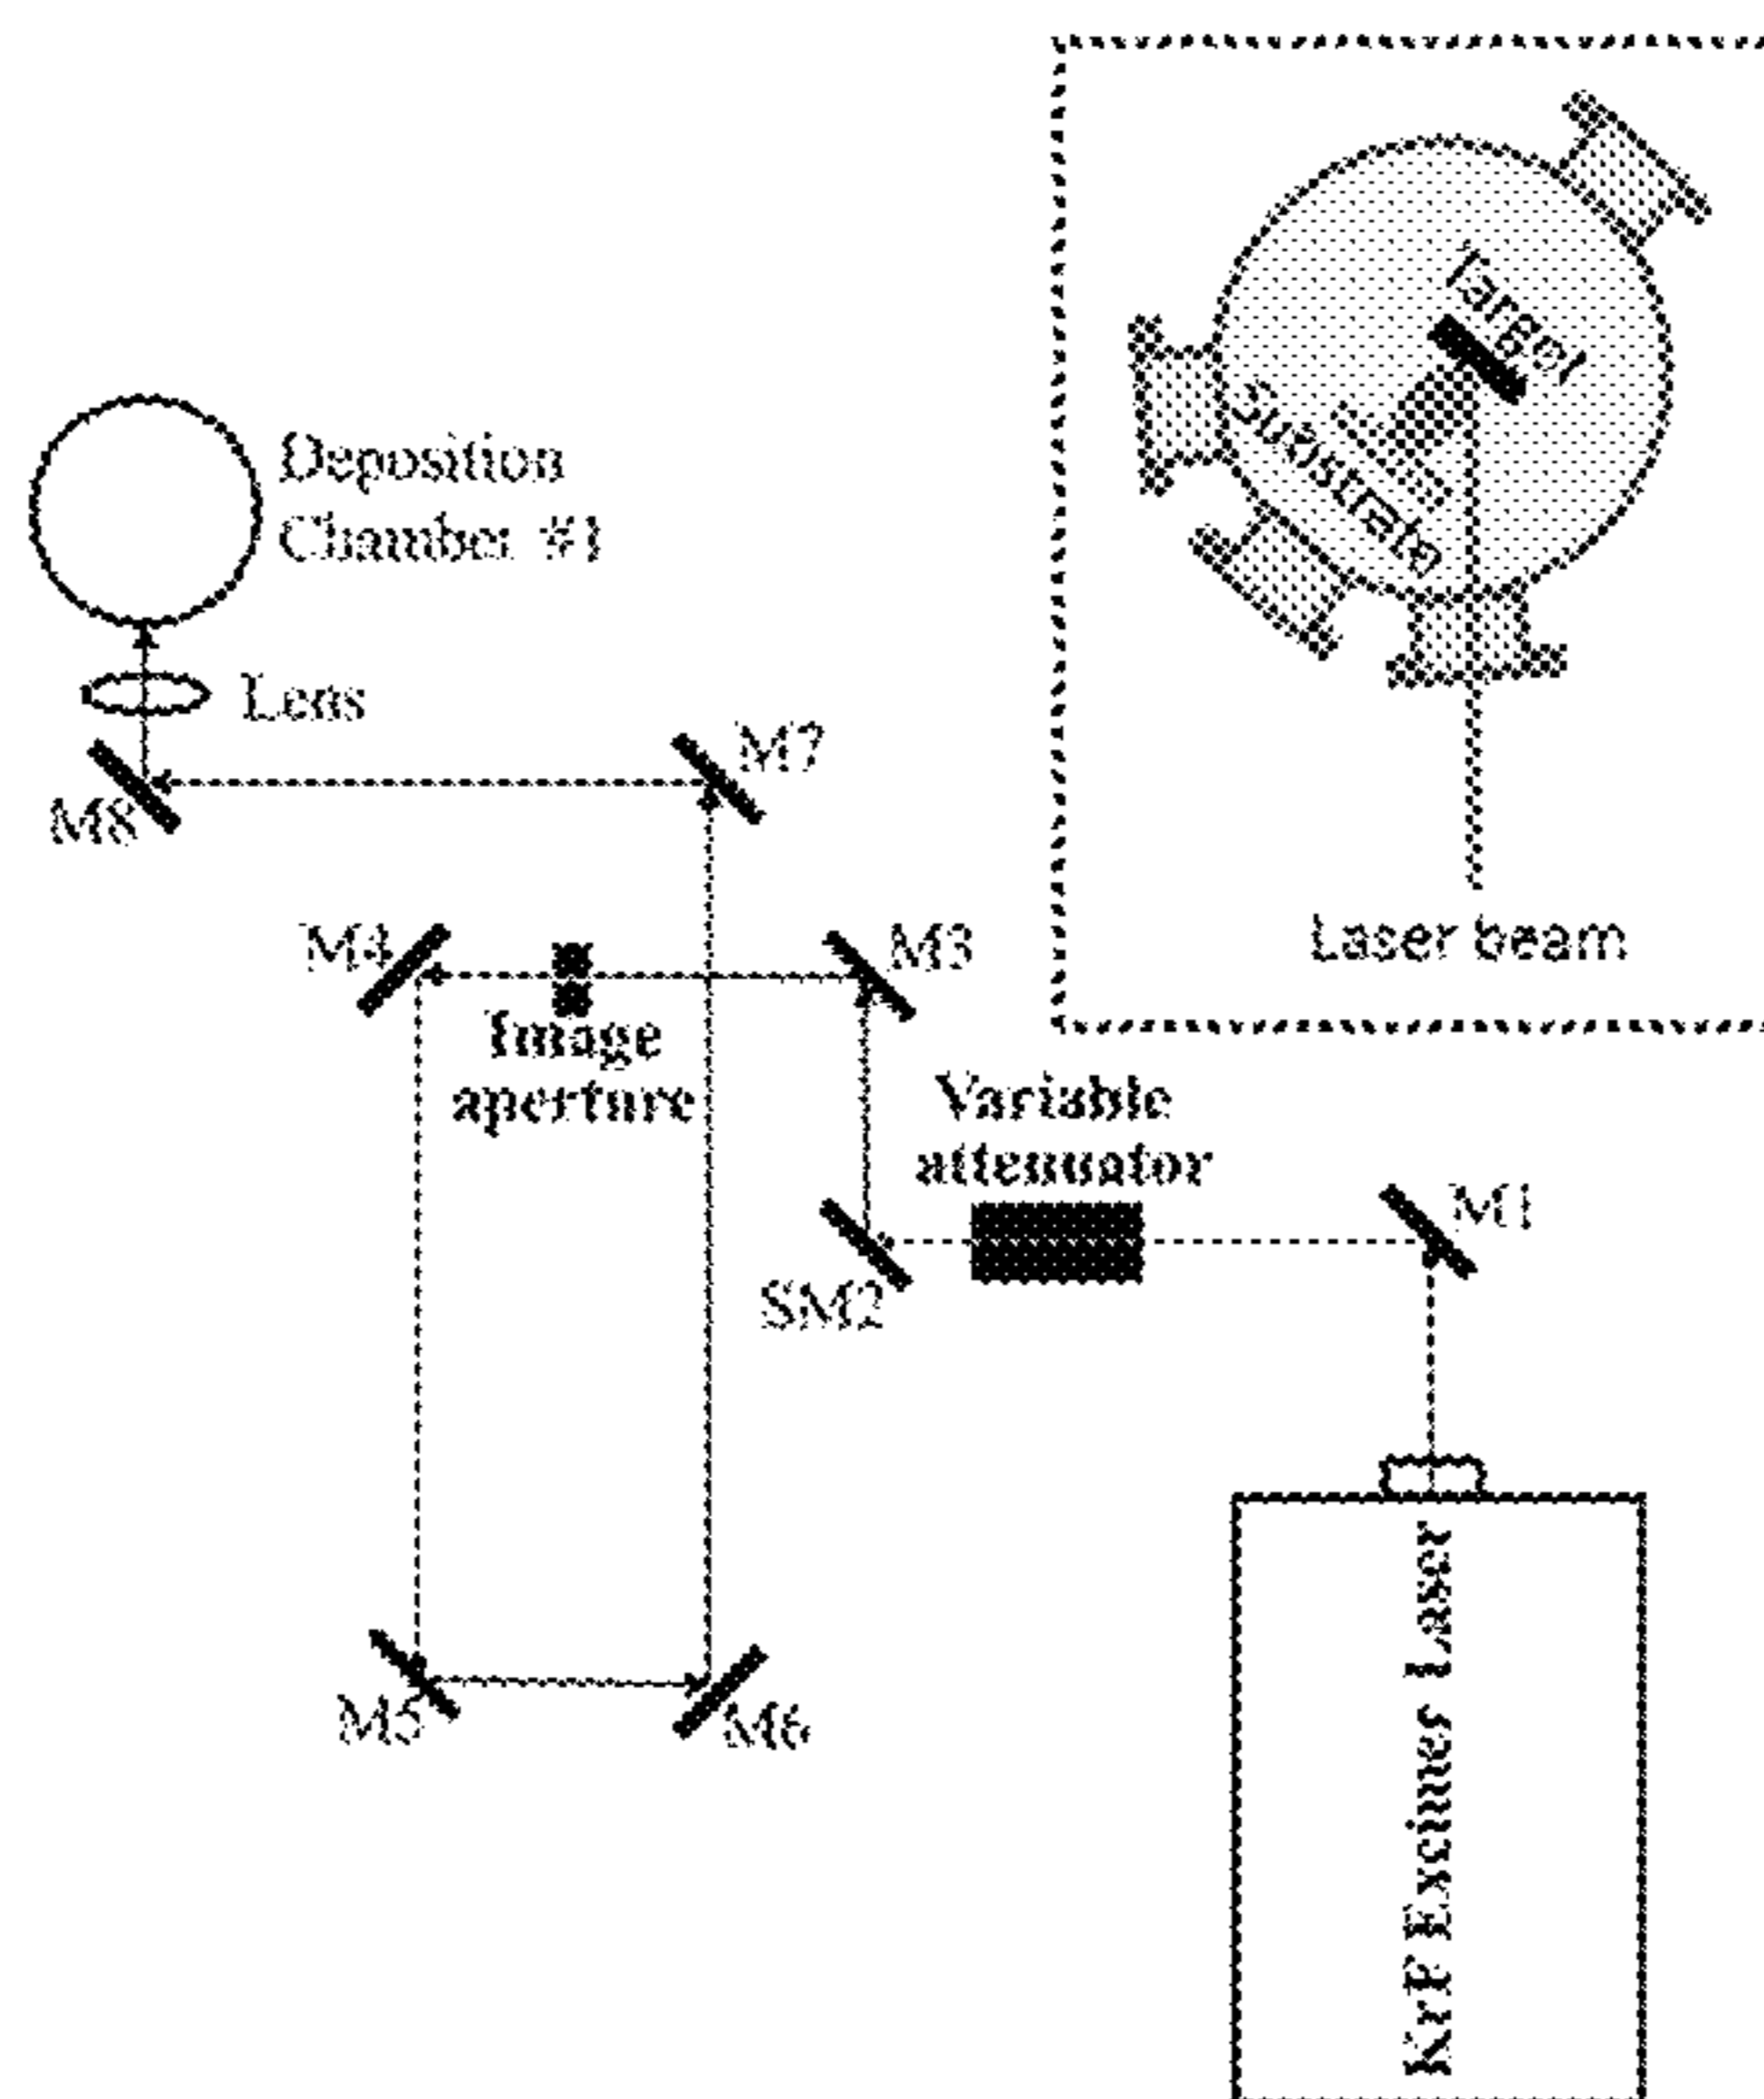 Target
Substrate
Laser beam
Deposition
Chamber #1
Lens
M7
M8
M4
M3
Image
aperture
Variable
attenuator
M1
SM2
M5
M6
KrF Excimer Laser